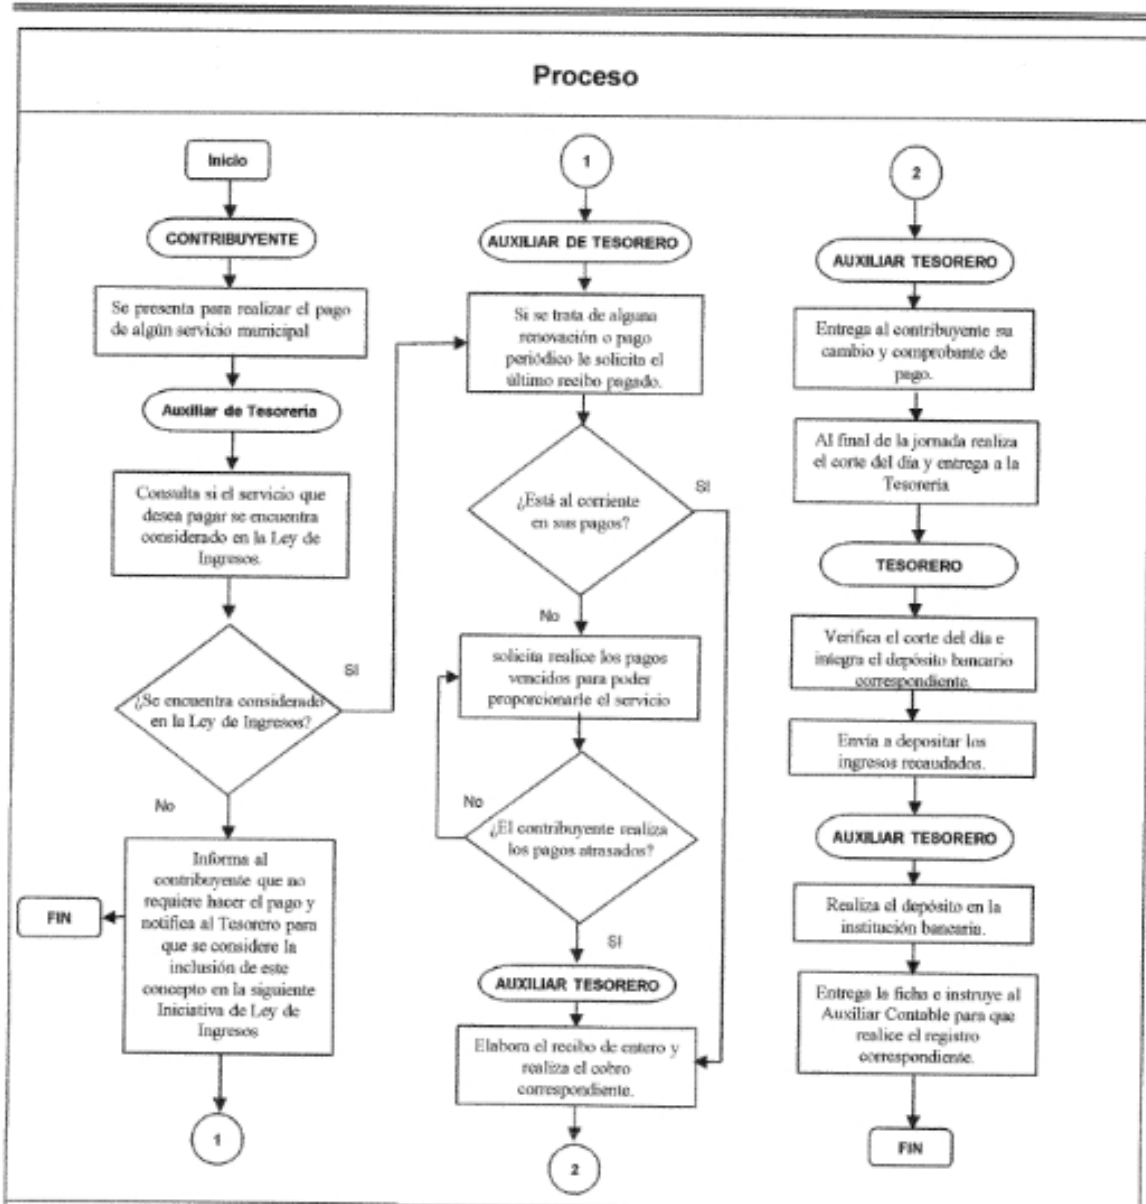 Proceso
Inicio
CONTRIBUYENTE
Se presenta para realizar el pago
de algún servicio municipal
Auxiliar de Tesorería
Consulta si el servicio que
desea pagar se encuentra
considerado en la Ley de
Ingresos.
¿Se encuentra considerado
en la Ley de Ingresos?
SI
No
Informa al
contribuyente que no
requiere hacer el pago y
notifica al Tesorero para
que se considere la
inclusión de este
concepto en la siguiente
Iniciativa de Ley de
Ingresos
FIN
1
1
AUXILIAR DE TESORERO
Si se trata de alguna
renovación o pago
periódico le solicita el
último recibo pagado.
¿Está al corriente
en sus pagos?
SI
No
solicita realice los pagos
vencidos para poder
proporcionarle el servicio
No
¿El contribuyente realiza
los pagos atrasados?
SI
AUXILIAR TESORERO
Elabora el recibo de entero y
realiza el cobro
correspondiente.
2
2
AUXILIAR TESORERO
Entrega al contribuyente su
cambio y comprobante de
pago.
Al final de la jornada realiza
el corte del día y entrega a la
Tesorería
TESORERO
Verifica el corte del día e
integra el depósito bancario
correspondiente.
Envía a depositar los
ingresos recaudados.
AUXILIAR TESORERO
Realiza el depósito en la
institución bancaria.
Entrega la ficha e instruye al
Auxiliar Contable para que
realice el registro
correspondiente.
FIN